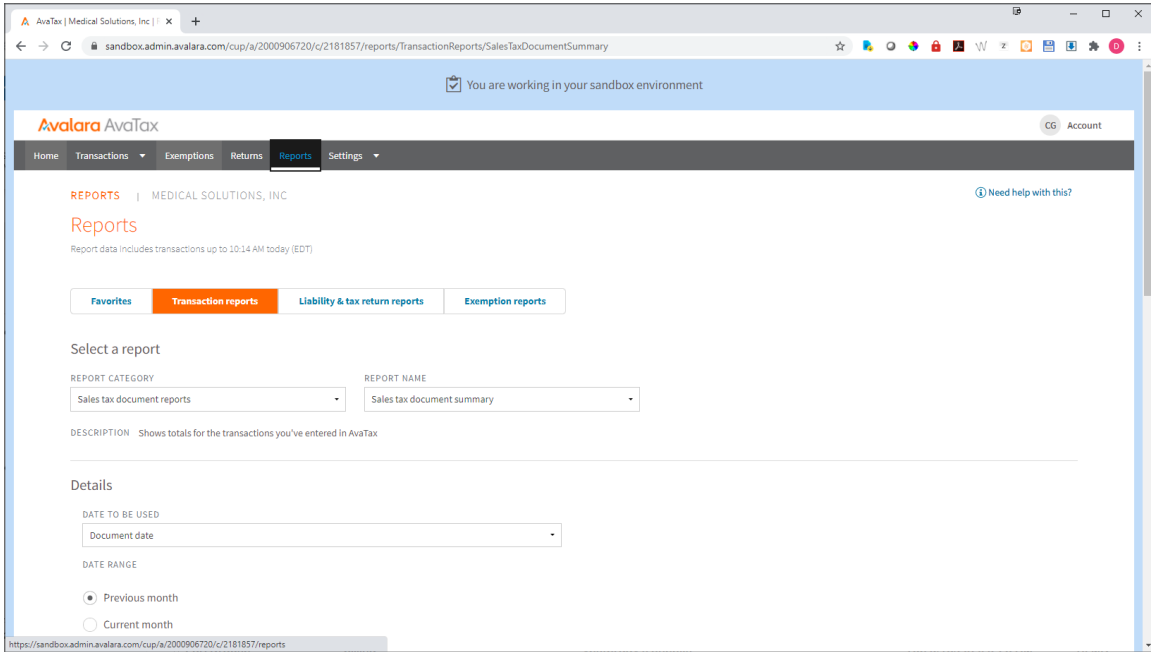 AvaTax | Medical Solutions, Inc |
sandbox.admin.avalara.com/cup/a/2000906720/c/2181857/reports/TransactionReports/SalesTaxDocumentSummary
You are working in your sandbox environment
Avalara AvaTax
CG Account
Home Transactions Exemptions Returns Reports Settings
REPORTS | MEDICAL SOLUTIONS, INC
Need help with this?
Reports
Report data includes transactions up to 10:14 AM today (EDT)
Favorites Transaction reports Liability & tax return reports Exemption reports
Select a report
REPORT CATEGORY REPORT NAME
Sales tax document reports Sales tax document summary
DESCRIPTION Shows totals for the transactions you've entered in AvaTax
Details
DATE TO BE USED
Document date
DATE RANGE
Previous month
Current month
https://sandbox.admin.avalara.com/cup/a/2000906720/c/2181857/reports